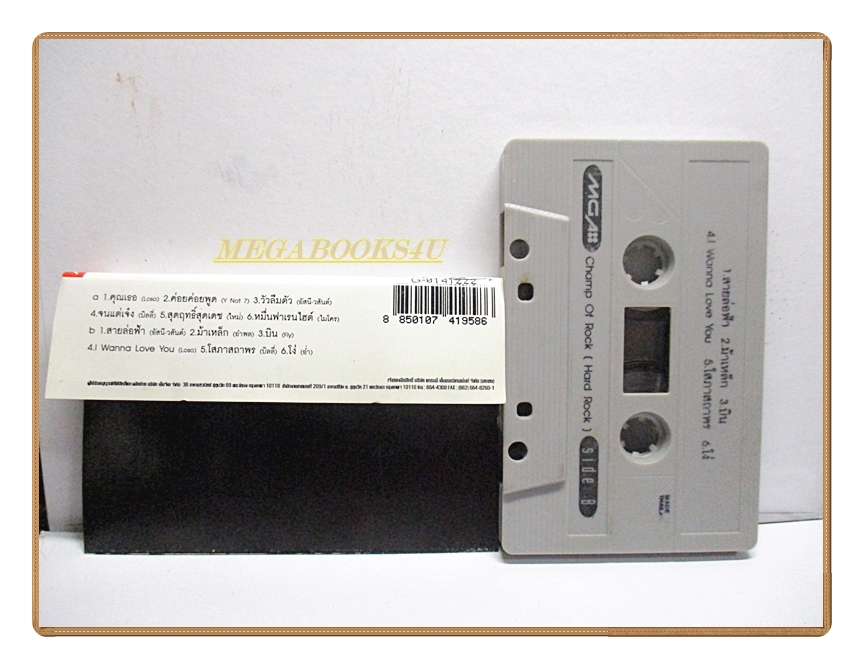 MEGABOOKS4U
a 1.คุณเธอ (Loso) 2.ค่อยค่อยพูด (Y Not 7) 3.วัวลืมตัว (อัสนี-วสันต์)
4.จนแต่เจ๋ง (บิลลี่) 5.สุดฤทธิ์สุดเดช (ใหม่) 6.หมื่นฟาเรนไฮต์ (ไมโคร)
b 1.สายล่อฟ้า (อัสนี-วสันต์) 2.ม้าเหล็ก (อำพล) 3.บิน (Fly)
4.I Wanna Love You (Loso) 5.โสภาสถาพร (บิลลี่) 6.โง่ (อ่ำ)
8 850107 419586
MGA
Champ Of Rock ( Hard Rock )
side B
1.สายล่อฟ้า 2.ม้าเหล็ก 3.บิน
4.I Wanna Love You 5.โสภาสถาพร 6.โง่